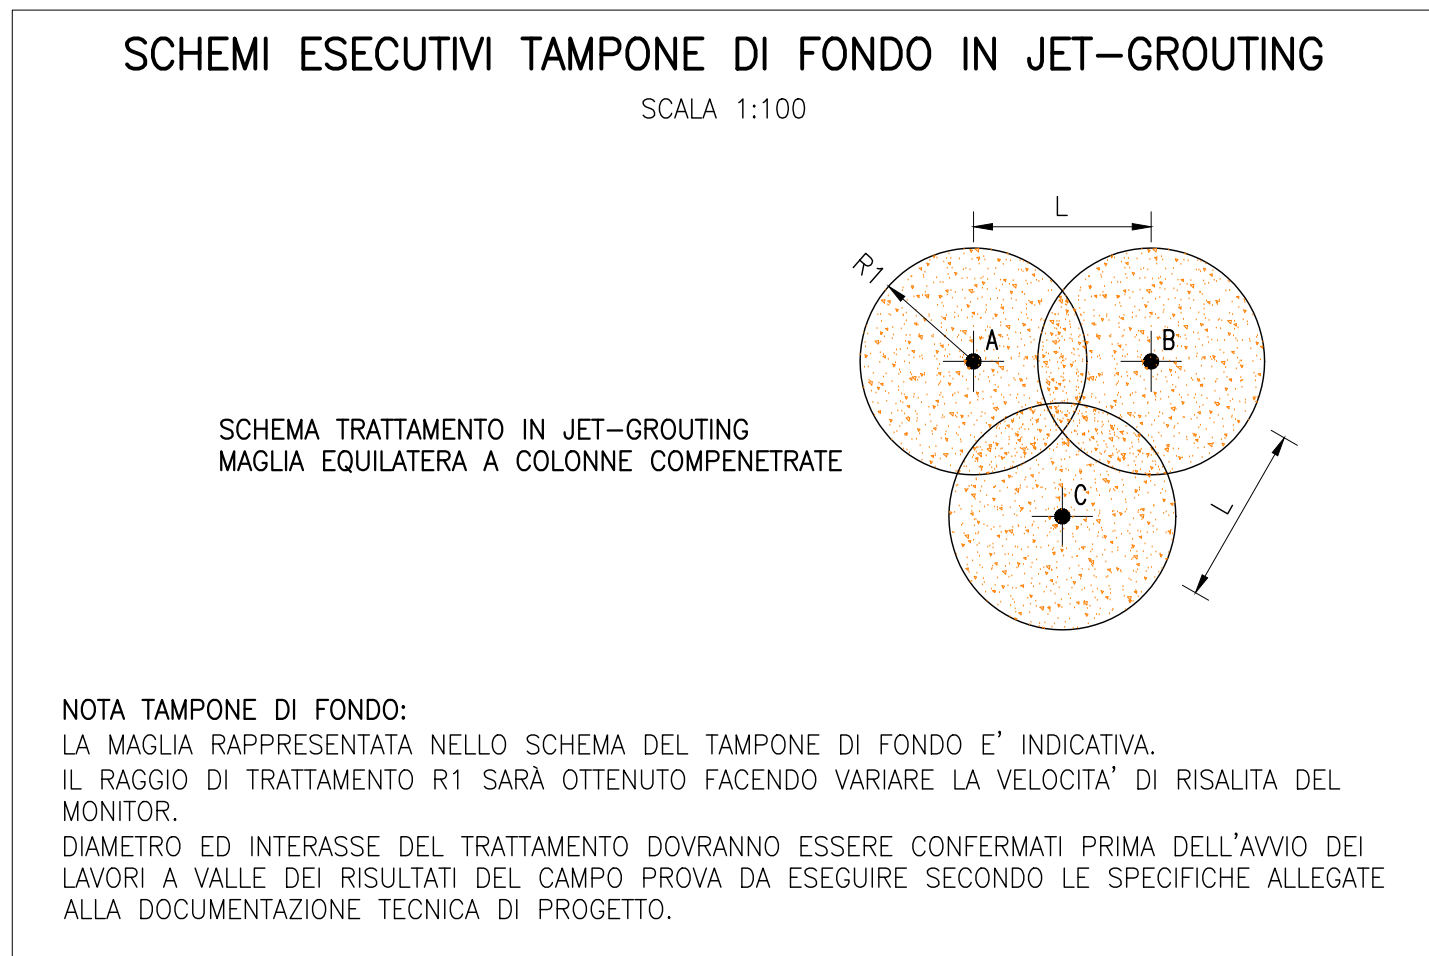 SCHEMI ESECUTIVI TAMPONE DI FONDO IN JET-GROUTING
SCALA 1:100
L
R1
A
B
SCHEMA TRATTAMENTO IN JET-GROUTING
MAGLIA EQUILATERA A COLONNE COMPENETRATE
C
L
NOTA TAMPONE DI FONDO:
LA MAGLIA RAPPRESENTATA NELLO SCHEMA DEL TAMPONE DI FONDO E' INDICATIVA.
IL RAGGIO DI TRATTAMENTO R1 SARÀ OTTENUTO FACENDO VARIARE LA VELOCITA' DI RISALITA DEL
MONITOR.
DIAMETRO ED INTERASSE DEL TRATTAMENTO DOVRANNO ESSERE CONFERMATI PRIMA DELL'AVVIO DEI
LAVORI A VALLE DEI RISULTATI DEL CAMPO PROVA DA ESEGUIRE SECONDO LE SPECIFICHE ALLEGATE
ALLA DOCUMENTAZIONE TECNICA DI PROGETTO.